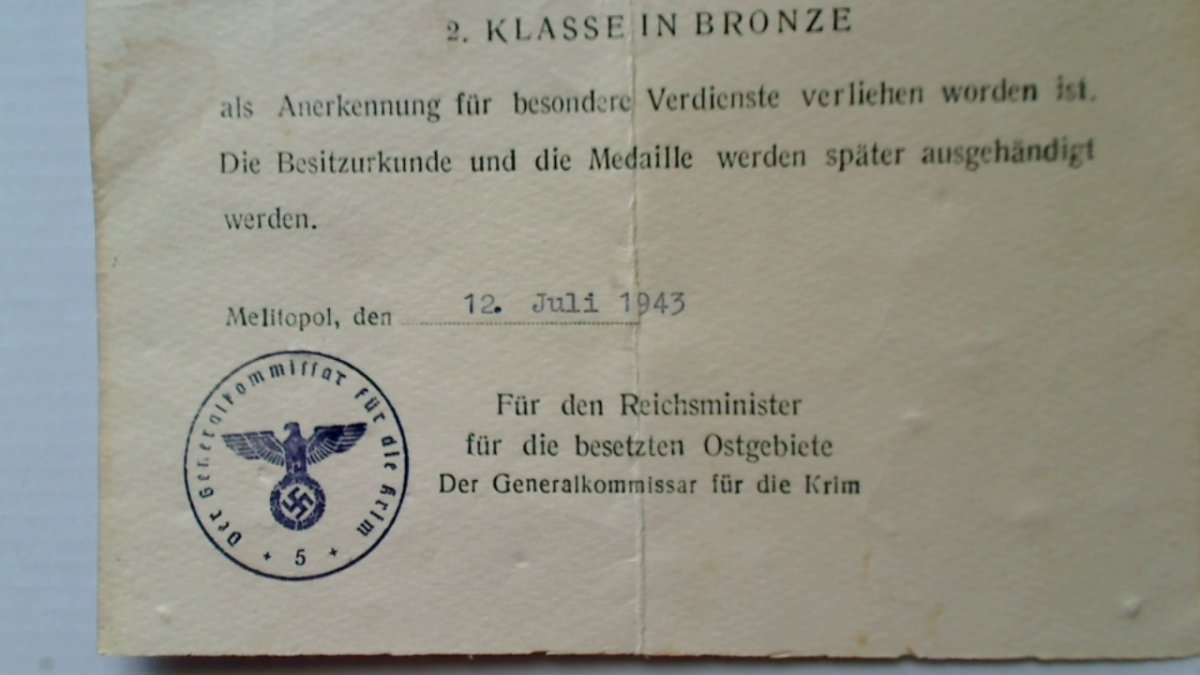 2. KLASSE IN BRONZE
als Anerkennung für besondere Verdienste verliehen worden ist.
Die Besitzurkunde und die Medaille werden später ausgehändigt
werden.
Melitopol, den 12. Juli 1943
Der Generalkommissar für die Krim
5
Für den Reichsminister
für die besetzten Ostgebiete
Der Generalkommissar für die Krim